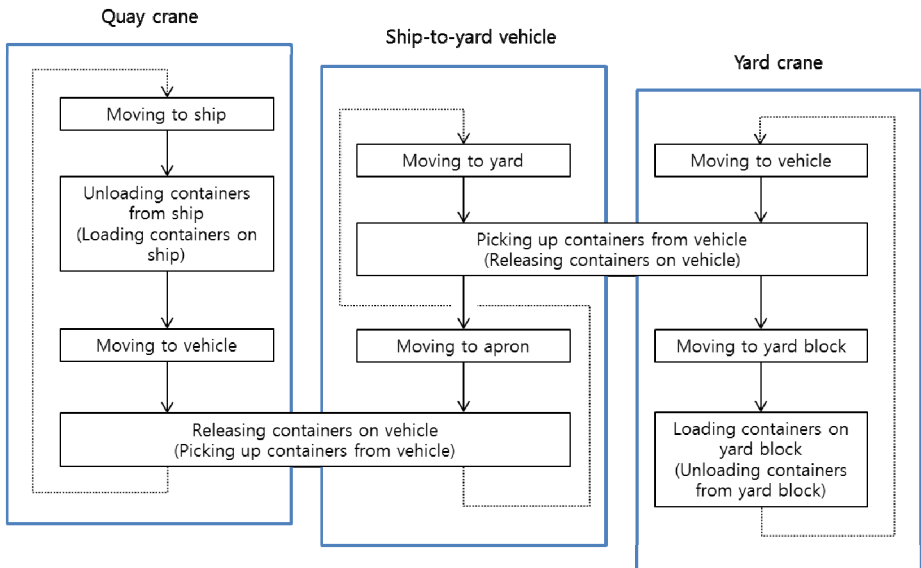 Quay crane
Moving to ship
Unloading containers
from ship
(Loading containers on
ship)
Moving to vehicle
Releasing containers on vehicle
(Picking up containers from vehicle)
Ship-to-yard vehicle
Moving to yard
Picking up containers from vehicle
(Releasing containers on vehicle)
Moving to apron
Yard crane
Moving to vehicle
Moving to yard block
Loading containers on
yard block
(Unloading containers
from yard block)